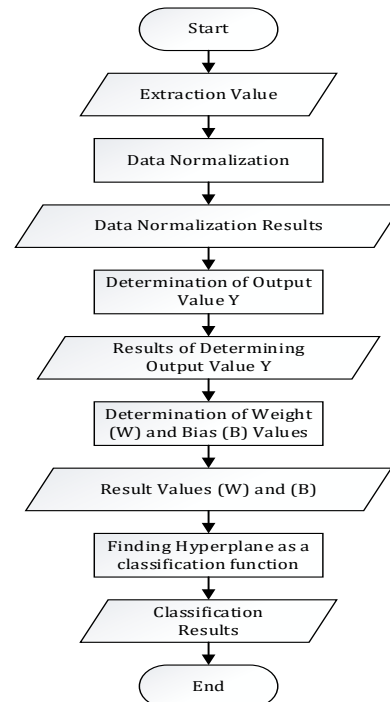 Start
Extraction Value
Data Normalization
Data Normalization Results
Determination of Output
Value Y
Results of Determining
Output Value Y
Determination of Weight
(W) and Bias (B) Values
Result Values (W) and (B)
Finding Hyperplane as a
classification function
Classification
Results
End